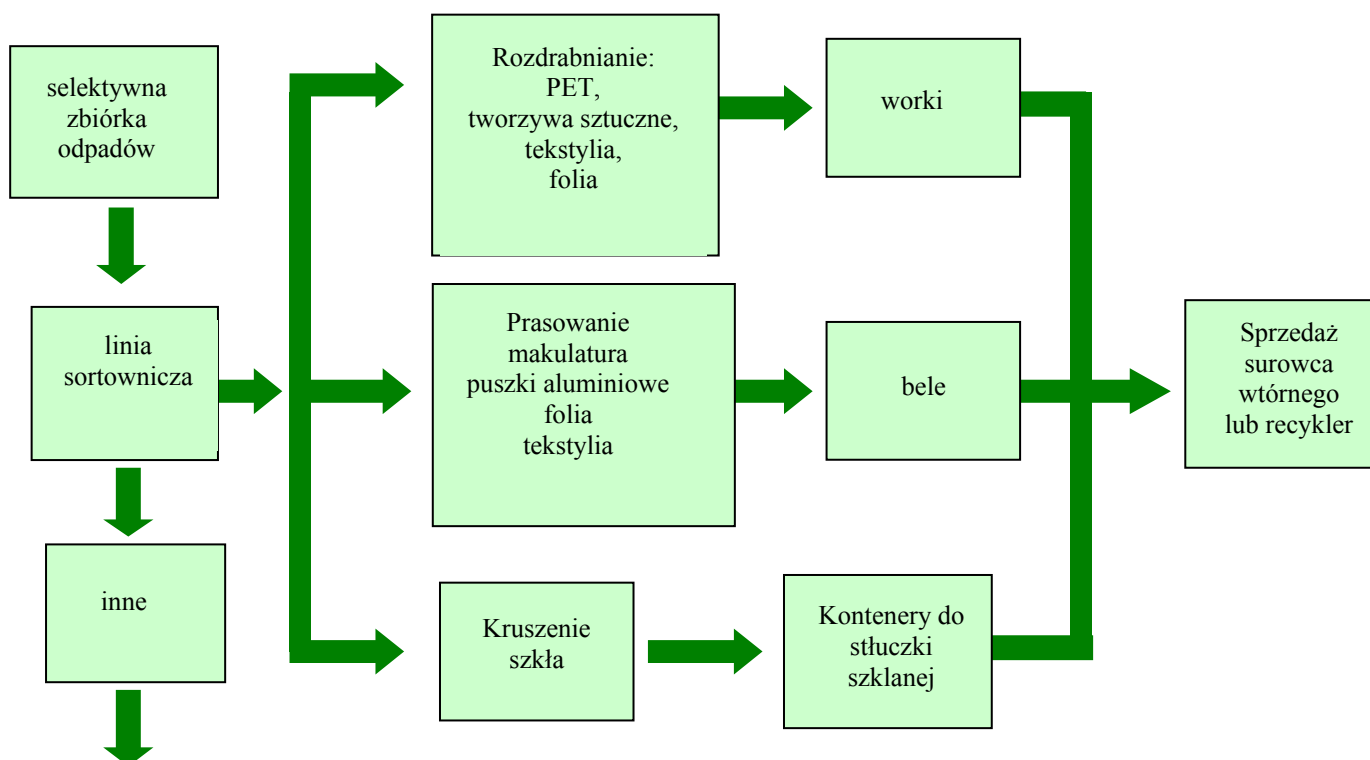 selektywna
zbiórka
odpadów
linia
sortownicza
inne
Rozdrabnianie:
PET,
tworzywa sztuczne,
tekstylia,
folia
worki
Prasowanie
makulatura
puszki aluminiowe
folia
tekstylia
bele
Kruszenie
szkła
Kontenery do
stłuczki
szklanej
Sprzedaż
surowca
wtórnego
lub recykler